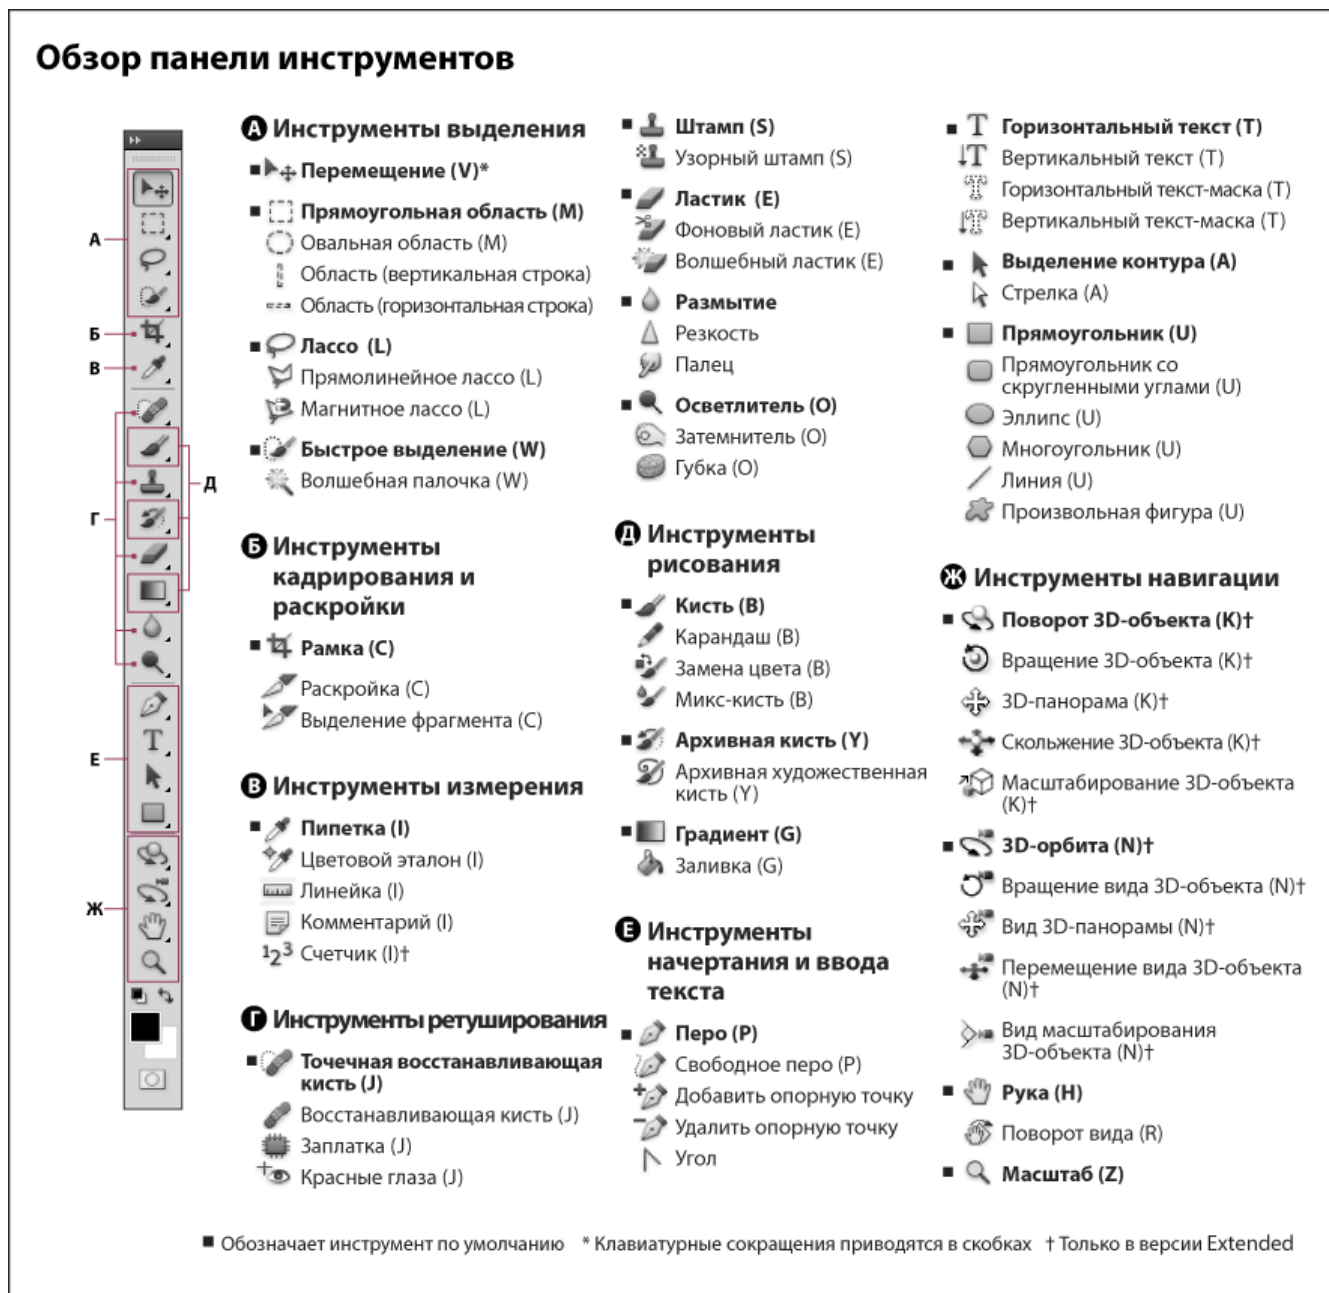 Обзор панели инструментов
А
Б
В
Г
Д
Е
Ж
А Инструменты выделения
Перемещение (V)*
Прямоугольная область (M)
Овальная область (M)
Область (вертикальная строка)
Область (горизонтальная строка)
Лассо (L)
Прямолинейное лассо (L)
Магнитное лассо (L)
Быстрое выделение (W)
Волшебная палочка (W)
Б Инструменты
кадрирования и
раскройки
Рамка (C)
Раскройка (C)
Выделение фрагмента (C)
В Инструменты измерения
Пипетка (I)
Цветовой эталон (I)
Линейка (I)
Комментарий (I)
123 Счетчик (I)†
Г Инструменты ретуширования
Точечная восстанавливающая
кисть (J)
Восстанавливающая кисть (J)
Заплатка (J)
Красные глаза (J)
Штамп (S)
Узорный штамп (S)
Ластик (E)
Фоновый ластик (E)
Волшебный ластик (E)
Размытие
Резкость
Палец
Осветлитель (O)
Затемнитель (O)
Губка (O)
Д Инструменты
рисования
Кисть (B)
Карандаш (B)
Замена цвета (B)
Микс-кисть (B)
Архивная кисть (Y)
Архивная художественная
кисть (Y)
Градиент (G)
Заливка (G)
Е Инструменты
начертания и ввода
текста
Перо (P)
Свободное перо (P)
Добавить опорную точку
Удалить опорную точку
Угол
T Горизонтальный текст (T)
T Вертикальный текст (T)
Горизонтальный текст-маска (T)
Вертикальный текст-маска (T)
Выделение контура (A)
Стрелка (A)
Прямоугольник (U)
Прямоугольник со
скругленными углами (U)
Эллипс (U)
Многоугольник (U)
Линия (U)
Произвольная фигура (U)
Ж Инструменты навигации
Поворот 3D-объекта (K)†
Вращение 3D-объекта (K)†
3D-панорама (K)†
Скольжение 3D-объекта (K)†
Масштабирование 3D-объекта
(K)†
3D-орбита (N)†
Вращение вида 3D-объекта (N)†
Вид 3D-панорамы (N)†
Перемещение вида 3D-объекта
(N)†
Вид масштабирования
3D-объекта (N)†
Рука (H)
Поворот вида (R)
Масштаб (Z)
■ Обозначает инструмент по умолчанию * Клавиатурные сокращения приводятся в скобках † Только в версии Extended